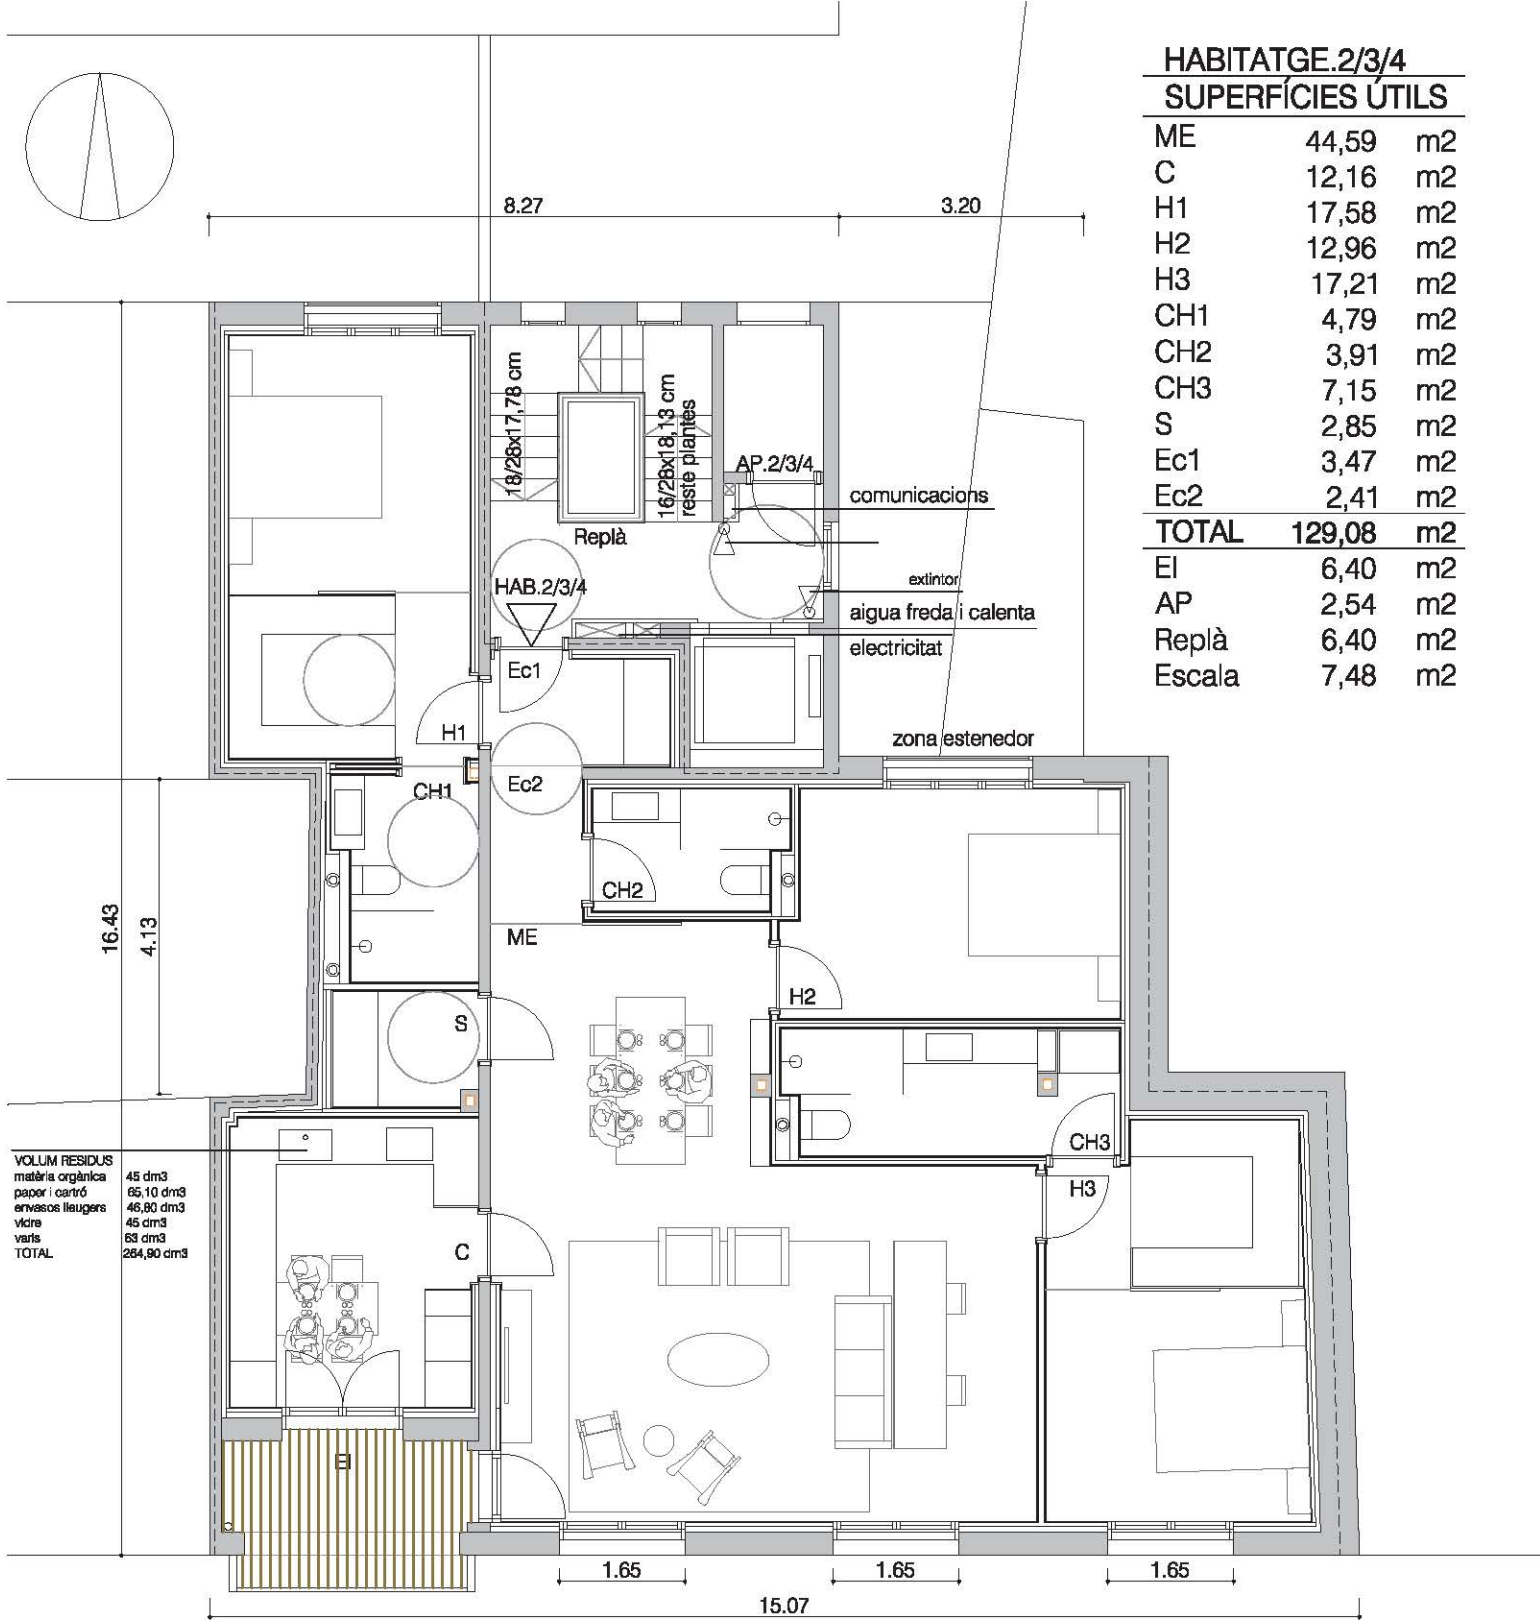 HABITATGE.2/3/4
SUPERFÍCIES ÚTILS
ME 44,59 m2
C 12,16 m2
H1 17,58 m2
H2 12,96 m2
H3 17,21 m2
CH1 4,79 m2
CH2 3,91 m2
CH3 7,15 m2
S 2,85 m2
Ec1 3,47 m2
Ec2 2,41 m2
TOTAL 129,08 m2
EI 6,40 m2
AP 2,54 m2
Replà 6,40 m2
Escala 7,48 m2
8.27
3.20
18/28x17,78 cm
16/28x18,13 cm
reste plantes
AP.2/3/4
comunicacions
Replà
HAB.2/3/4
extintor
aigua freda i calenta
electricitat
Ec1
H1
zona estenedor
Ec2
CH1
CH2
16.43
4.13
ME
H2
S
CH3
H3
VOLUM RESIDUS
matèria orgànica 45 dm3
paper i cartró 65,10 dm3
envasos lleugers 46,80 dm3
vidre 45 dm3
varis 63 dm3
TOTAL 264,90 dm3
C
EI
1.65
1.65
1.65
15.07